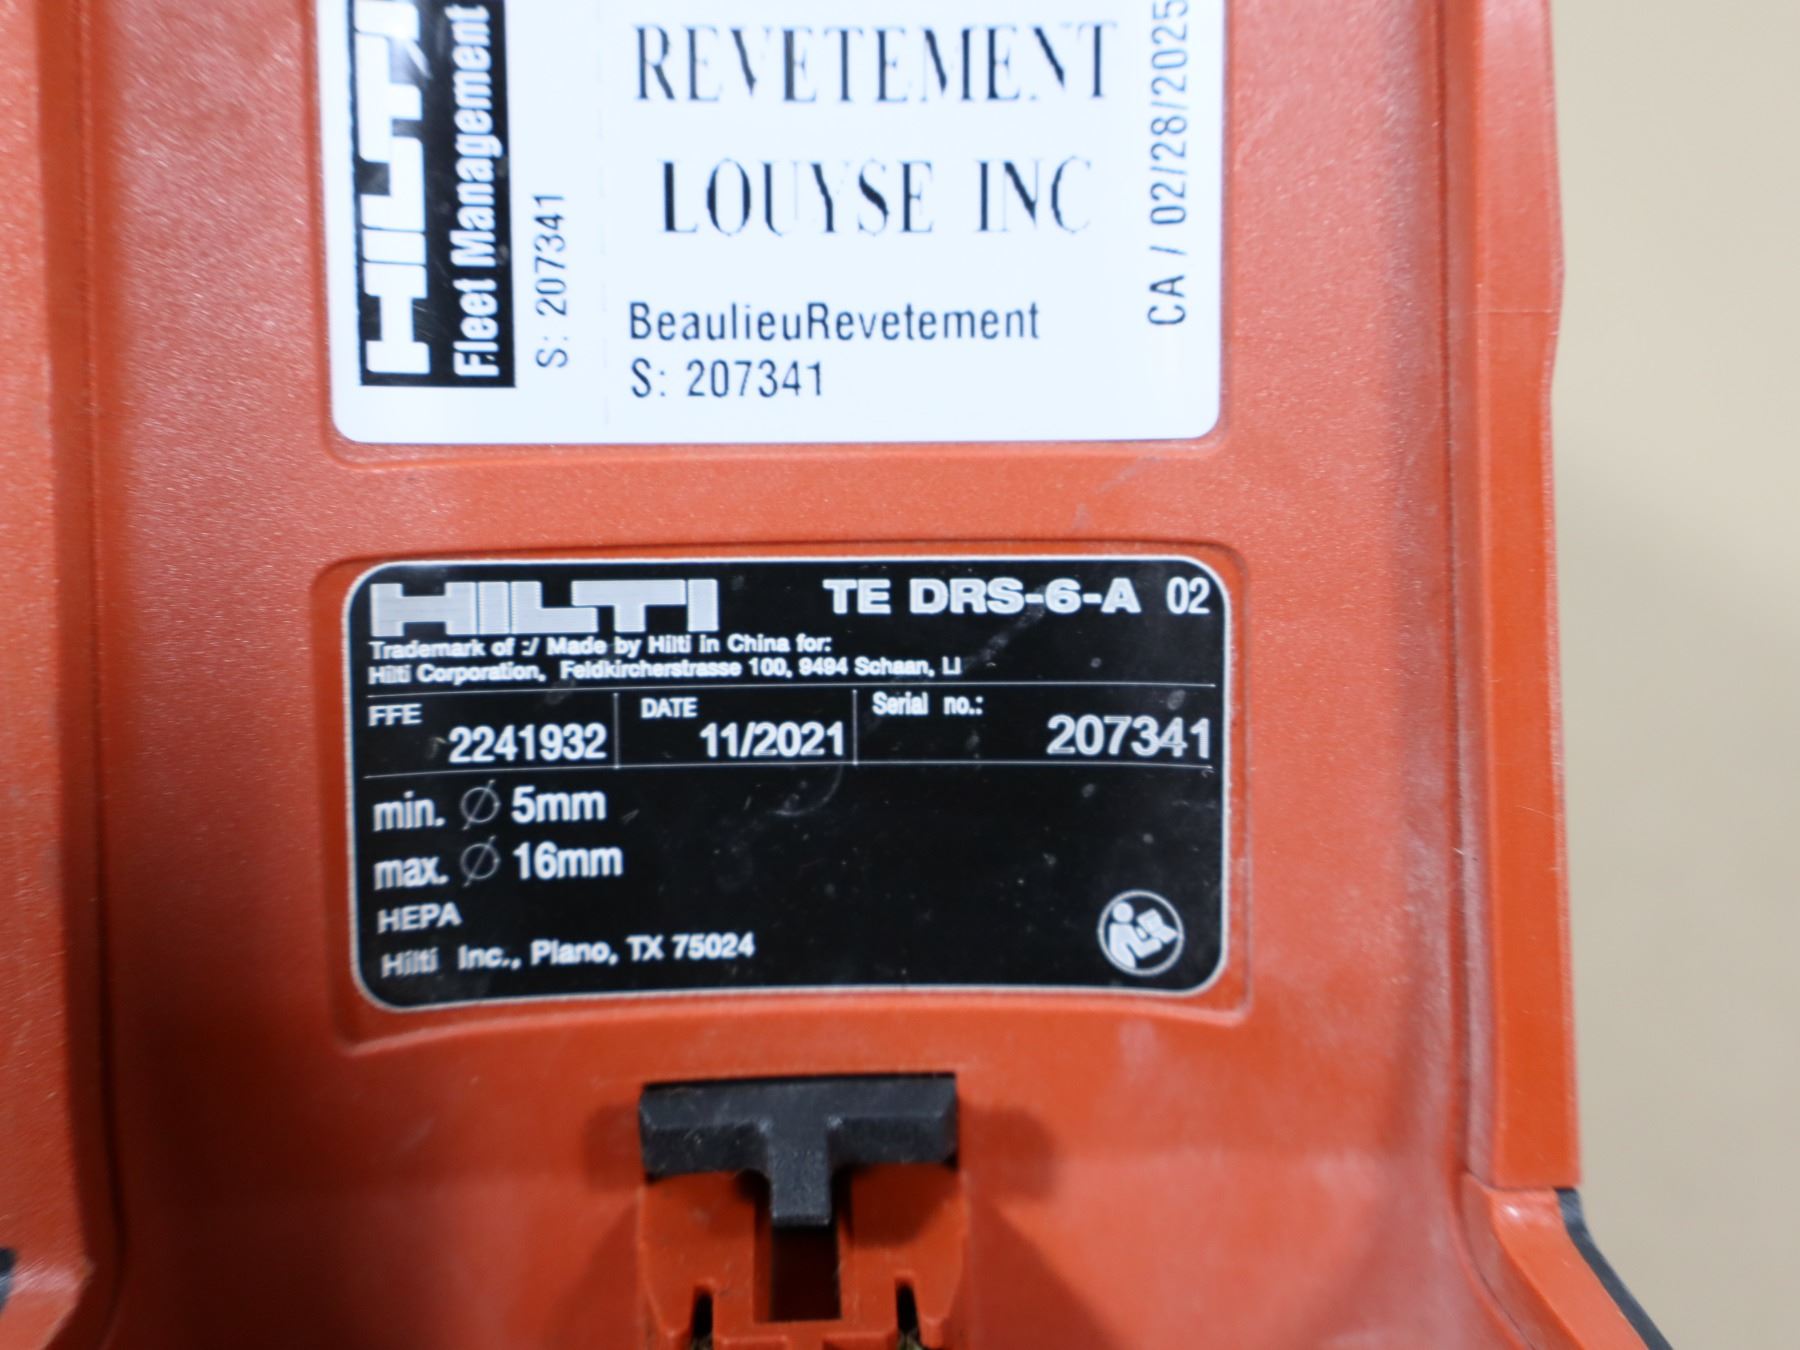 HILTI
Fleet Management
S: 207341
REVETEMENT
LOUYSE INC
BeaulieuRevetement
S: 207341
CA / 02/28/2025
HILTI TE DRS-6-A 02
Trademark of :/ Made by Hilti in China for:
Hilti Corporation, Feldkircherstrasse 100, 9494 Schaan, LI
FFE 2241932 DATE 11/2021 Serial no.: 207341
min. Ø 5mm
max. Ø 16mm
HEPA
Hilti Inc., Plano, TX 75024